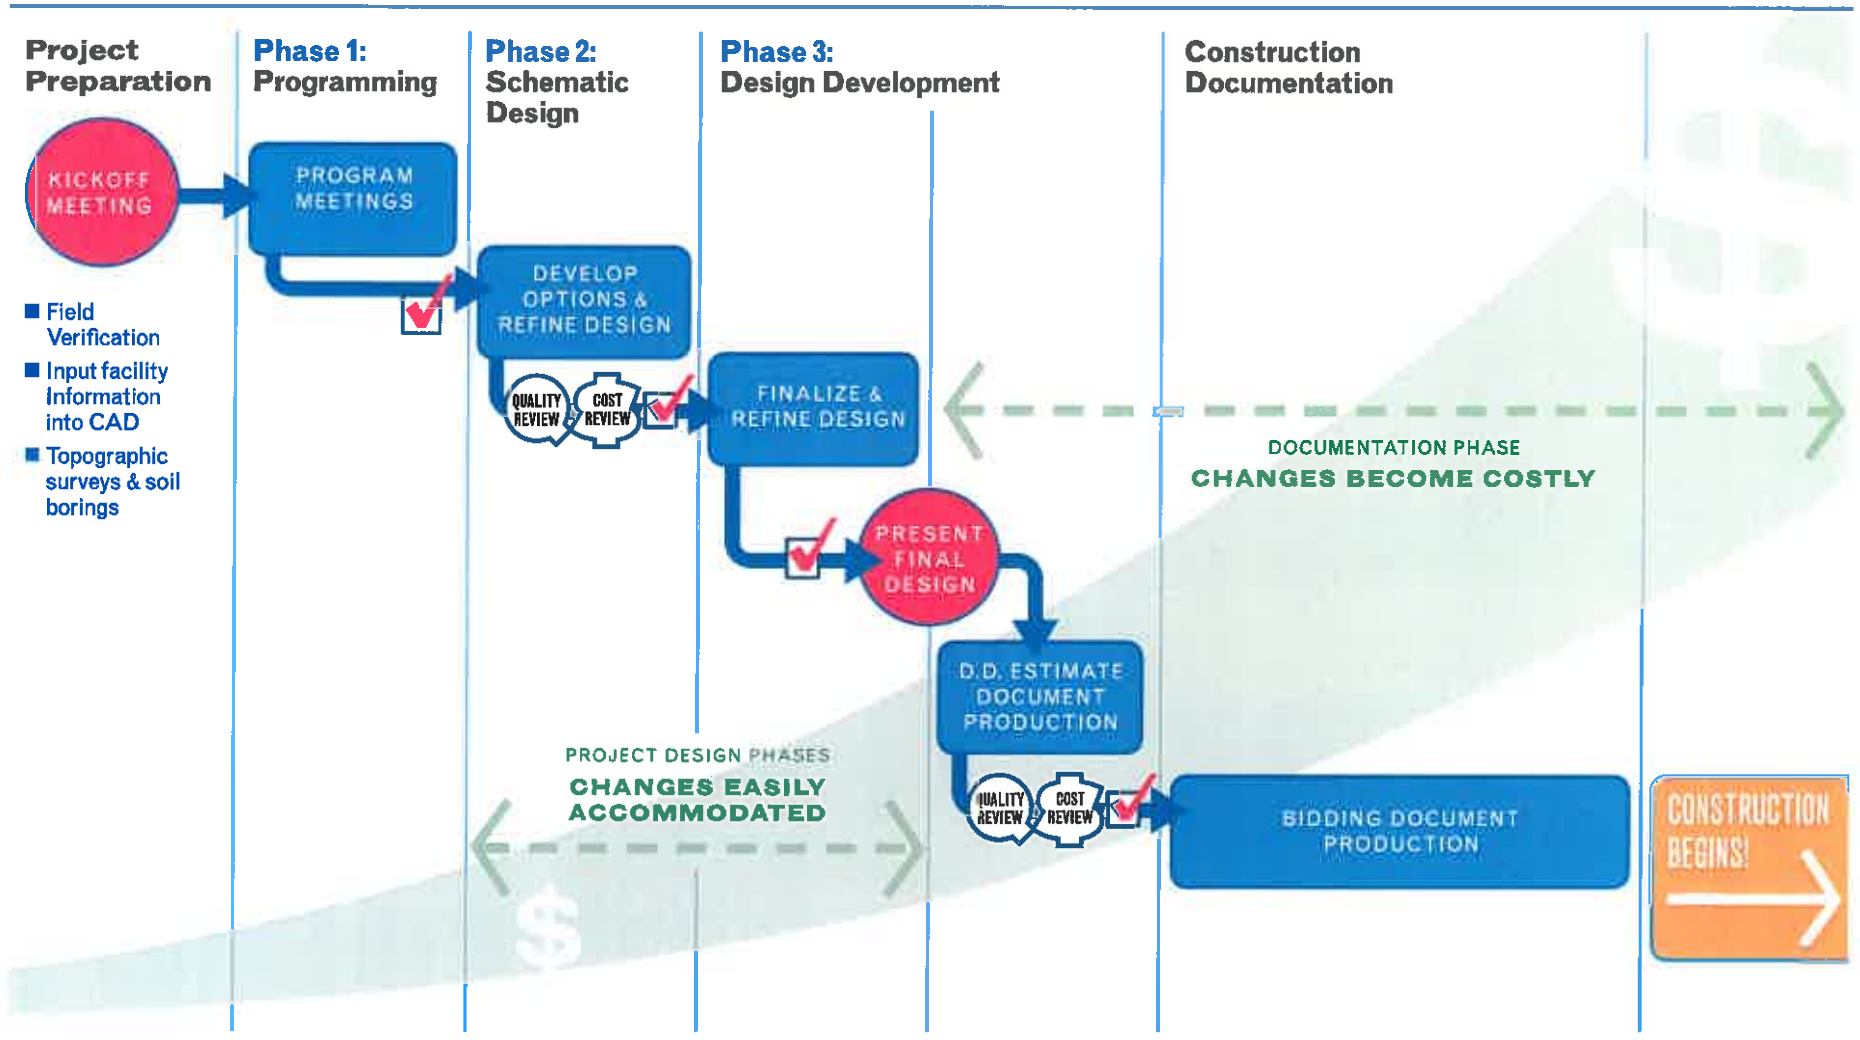 Project
Preparation
Phase 1:
Programming
Phase 2:
Schematic
Design
Phase 3:
Design Development
Construction
Documentation
KICKOFF
MEETING
PROGRAM
MEETINGS
DEVELOP
OPTIONS &
REFINE DESIGN
Field
Verification
Input facility
Information
into CAD
Topographic
surveys & soil
borings
QUALITY
REVIEW
COST
REVIEW
FINALIZE &
REFINE DESIGN
DOCUMENTATION PHASE
CHANGES BECOME COSTLY
PRESENT
FINAL
DESIGN
D.D. ESTIMATE
DOCUMENT
PRODUCTION
PROJECT DESIGN PHASES
CHANGES EASILY
ACCOMMODATED
QUALITY
REVIEW
COST
REVIEW
BIDDING DOCUMENT
PRODUCTION
CONSTRUCTION
BEGINS!
$
$